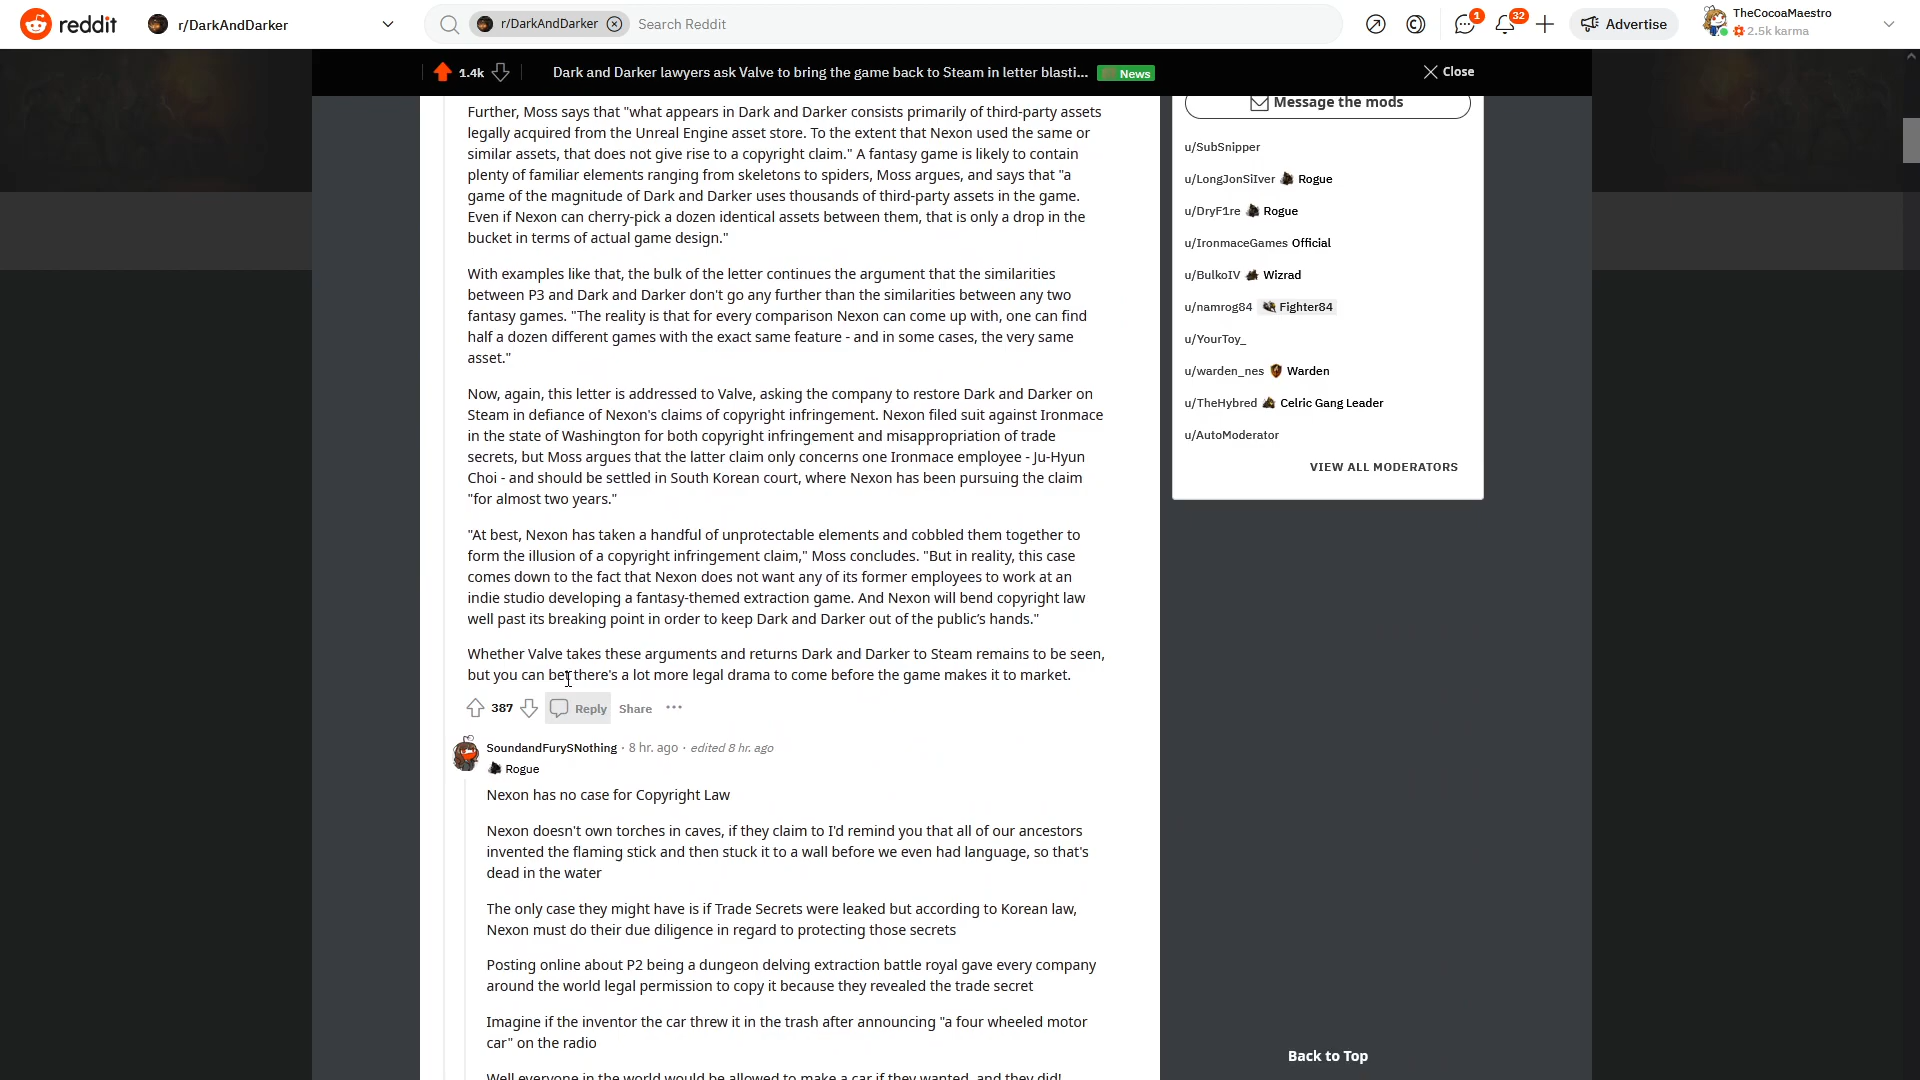 reddit
r/DarkAndDarker
r/DarkAndDarker
Search Reddit
1
32
Advertise
TheCocoaMaestro
2.5k karma
1.4k
Dark and Darker lawyers ask Valve to bring the game back to Steam in letter blasti...
News
Close
Further, Moss says that "what appears in Dark and Darker consists primarily of third-party assets
legally acquired from the Unreal Engine asset store. To the extent that Nexon used the same or
similar assets, that does not give rise to a copyright claim." A fantasy game is likely to contain
plenty of familiar elements ranging from skeletons to spiders, Moss argues, and says that "a
game of the magnitude of Dark and Darker uses thousands of third-party assets in the game.
Even if Nexon can cherry-pick a dozen identical assets between them, that is only a drop in the
bucket in terms of actual game design."
With examples like that, the bulk of the letter continues the argument that the similarities
between P3 and Dark and Darker don't go any further than the similarities between any two
fantasy games. "The reality is that for every comparison Nexon can come up with, one can find
half a dozen different games with the exact same feature - and in some cases, the very same
asset."
Now, again, this letter is addressed to Valve, asking the company to restore Dark and Darker on
Steam in defiance of Nexon's claims of copyright infringement. Nexon filed suit against Ironmace
in the state of Washington for both copyright infringement and misappropriation of trade
secrets, but Moss argues that the latter claim only concerns one Ironmace employee - Ju-Hyun
Choi - and should be settled in South Korean court, where Nexon has been pursuing the claim
"for almost two years."
"At best, Nexon has taken a handful of unprotectable elements and cobbled them together to
form the illusion of a copyright infringement claim," Moss concludes. "But in reality, this case
comes down to the fact that Nexon does not want any of its former employees to work at an
indie studio developing a fantasy-themed extraction game. And Nexon will bend copyright law
well past its breaking point in order to keep Dark and Darker out of the public's hands."
Whether Valve takes these arguments and returns Dark and Darker to Steam remains to be seen,
but you can bet there's a lot more legal drama to come before the game makes it to market.
387
Reply
Share
SoundandFurySNothing · 8 hr. ago · edited 8 hr. ago
Rogue
Nexon has no case for Copyright Law
Nexon doesn't own torches in caves, if they claim to I'd remind you that all of our ancestors
invented the flaming stick and then stuck it to a wall before we even had language, so that's
dead in the water
The only case they might have is if Trade Secrets were leaked but according to Korean law,
Nexon must do their due diligence in regard to protecting those secrets
Posting online about P2 being a dungeon delving extraction battle royal gave every company
around the world legal permission to copy it because they revealed the trade secret
Imagine if the inventor the car threw it in the trash after announcing "a four wheeled motor
car" on the radio
Well everyone in the world would be allowed to make a car if they wanted, and they did!
Message the mods
u/SubSnipper
u/LongJonSiIver Rogue
u/DryF1re Rogue
u/IronmaceGames Official
u/BulkoIV Wizrad
u/namrog84 Fighter84
u/YourToy_
u/warden_nes Warden
u/TheHybred Celric Gang Leader
u/AutoModerator
VIEW ALL MODERATORS
Back to Top